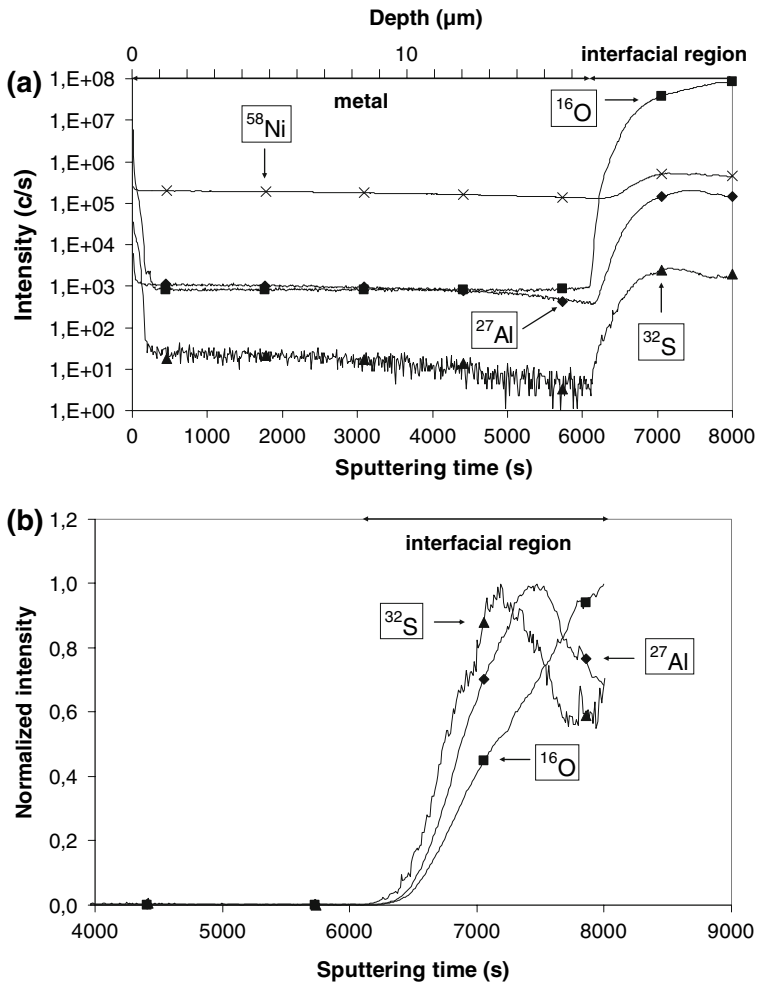 Depth (µm)
0 10 interfacial region
(a)
1,E+08
1,E+07
1,E+06
1,E+05
1,E+04
1,E+03
1,E+02
1,E+01
1,E+00
Intensity (c/s)
metal
58Ni
16O
27Al
32S
0 1000 2000 3000 4000 5000 6000 7000 8000
Sputtering time (s)
(b)
1,2
1,0
0,8
0,6
0,4
0,2
0,0
Normalized intensity
interfacial region
32S
27Al
16O
4000 5000 6000 7000 8000 9000
Sputtering time (s)